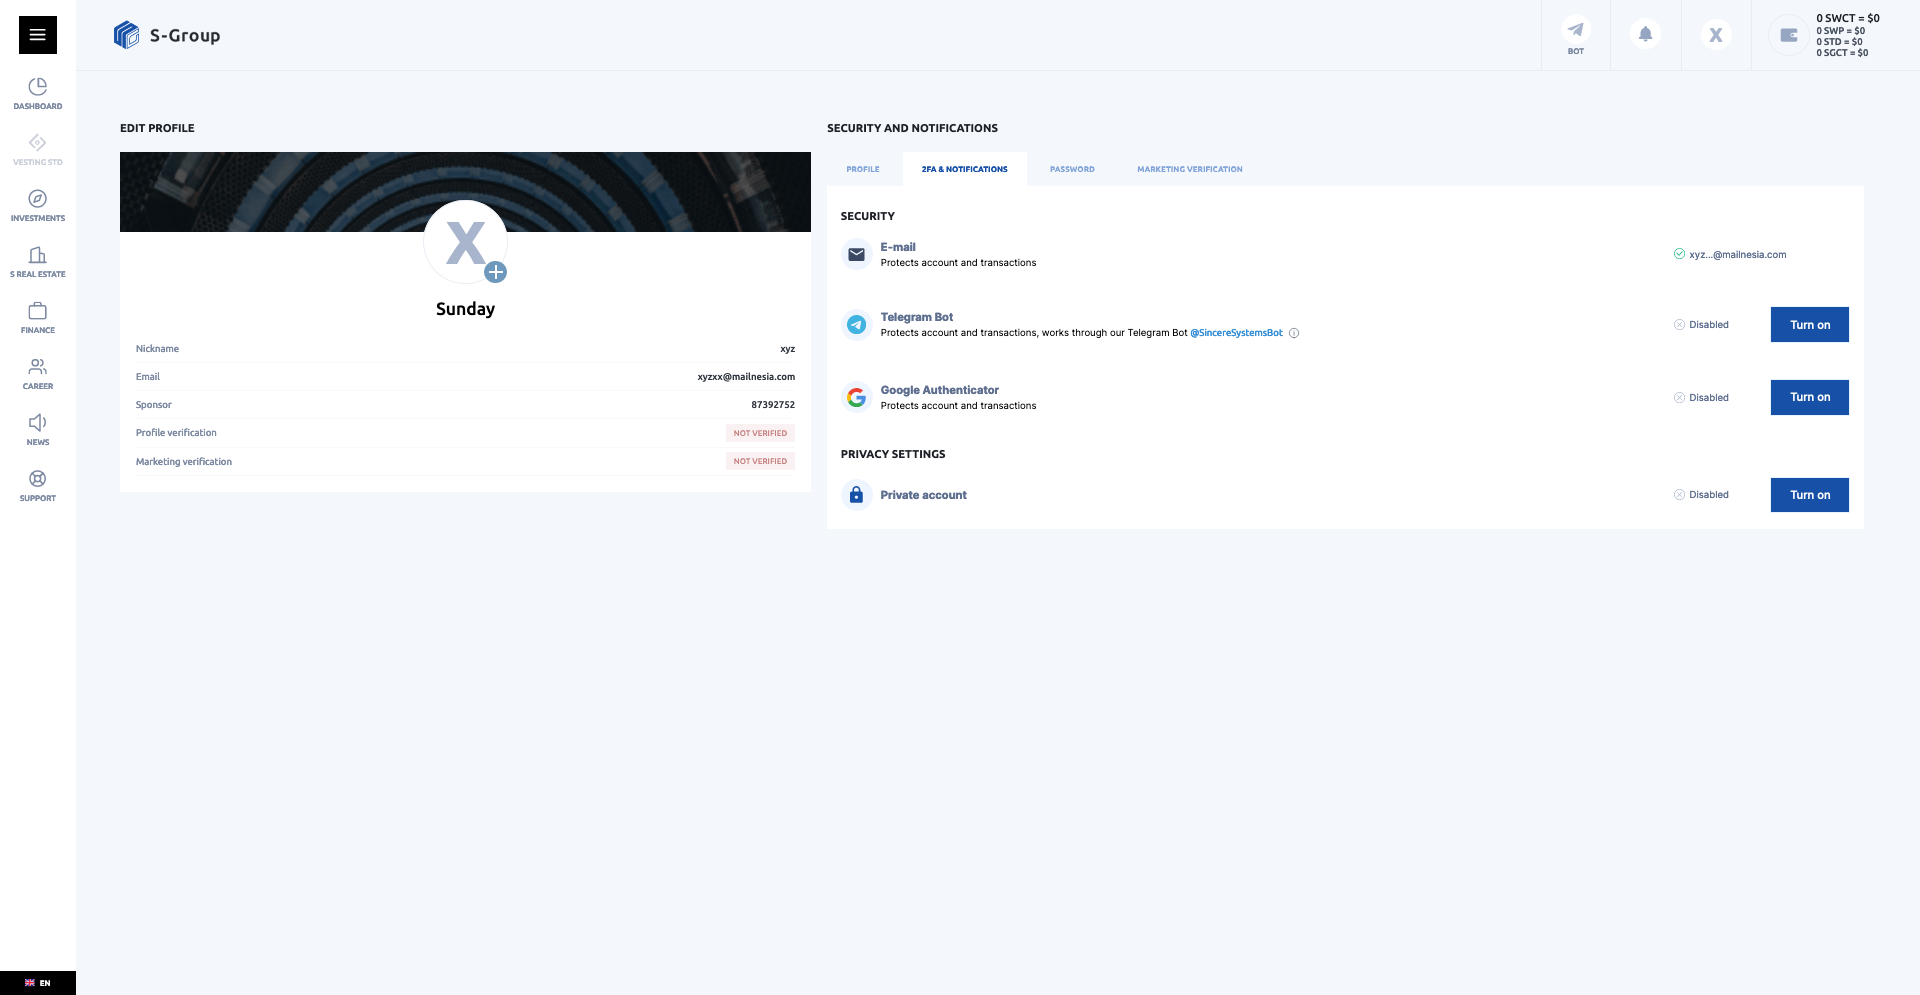 S-Group
BOT
X
0 SWCT = $0
0 SWP = $0
0 STD = $0
0 SGCT = $0
DASHBOARD
VESTING STD
INVESTMENTS
S REAL ESTATE
FINANCE
CAREER
NEWS
SUPPORT
EN
EDIT PROFILE
X
Sunday
Nickname xyz
Email xyzxx@mailnesia.com
Sponsor 87392752
Profile verification NOT VERIFIED
Marketing verification NOT VERIFIED
SECURITY AND NOTIFICATIONS
PROFILE 2FA & NOTIFICATIONS PASSWORD MARKETING VERIFICATION
SECURITY
E-mail
Protects account and transactions
xyz...@mailnesia.com
Telegram Bot
Protects account and transactions, works through our Telegram Bot @SincereSystemsBot
Disabled
Turn on
Google Authenticator
Protects account and transactions
Disabled
Turn on
PRIVACY SETTINGS
Private account
Disabled
Turn on